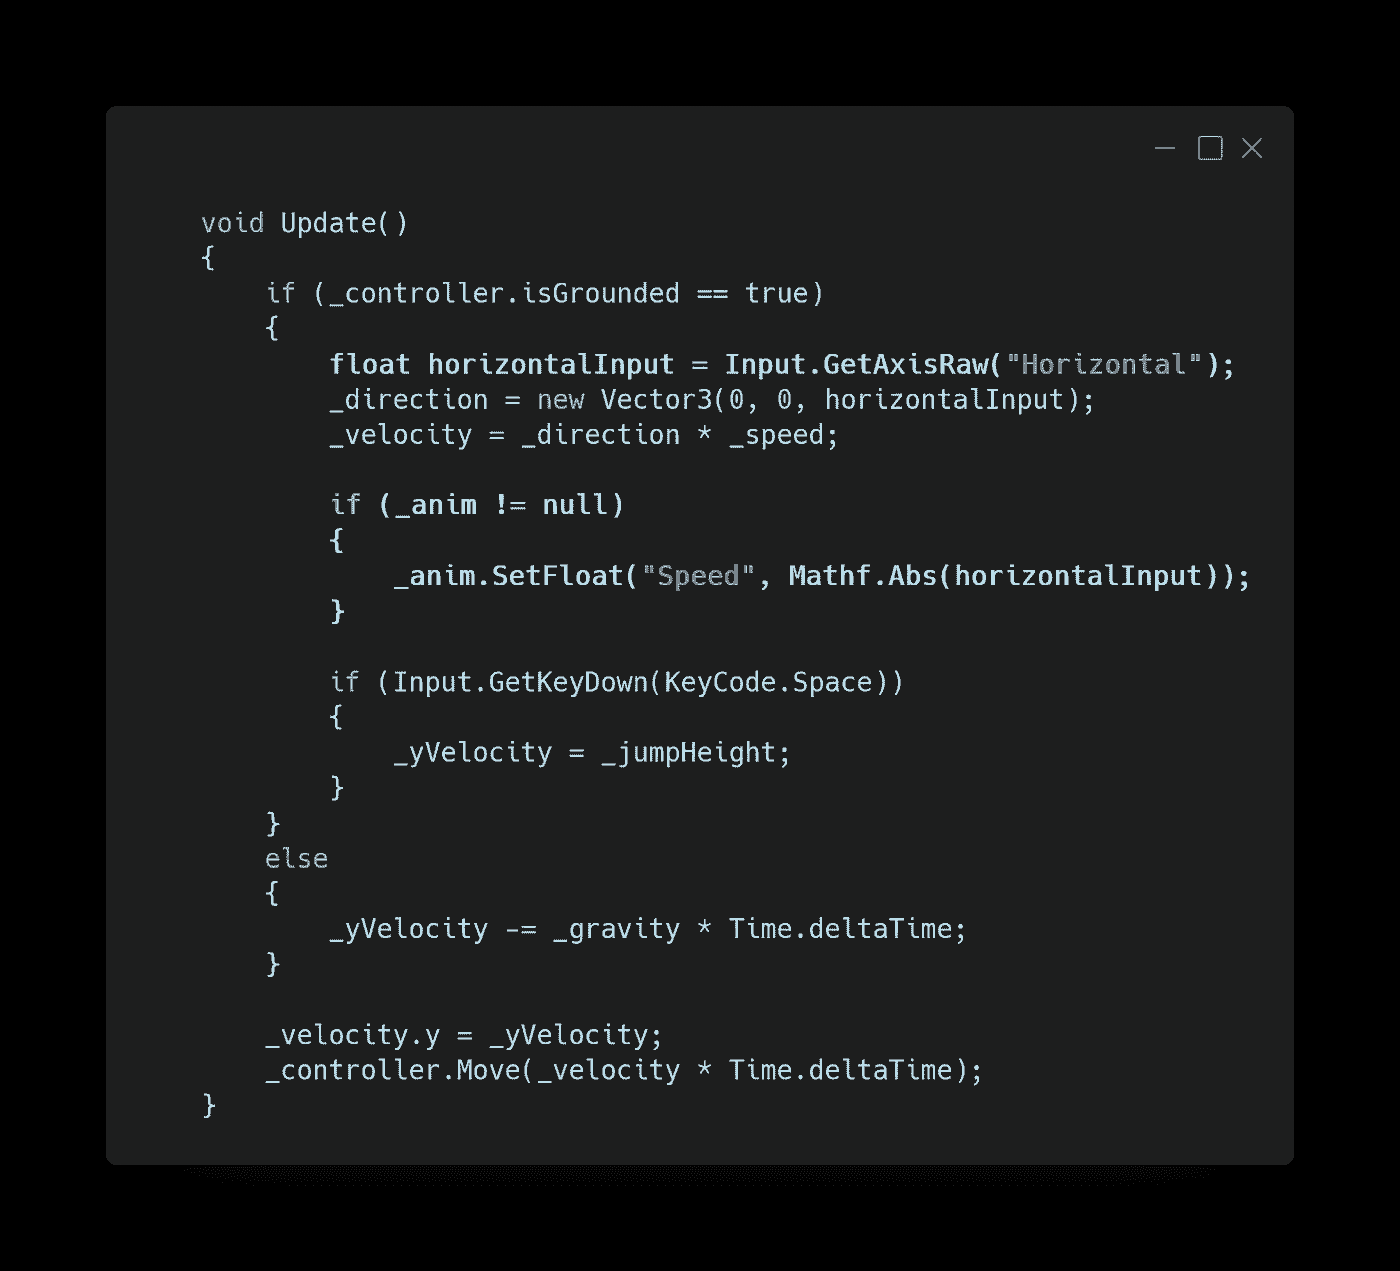 void Update()
{
    if (_controller.isGrounded == true)
    {
        float horizontalInput = Input.GetAxisRaw("Horizontal");
        _direction = new Vector3(0, 0, horizontalInput);
        _velocity = _direction * _speed;

        if (_anim != null)
        {
            _anim.SetFloat("Speed", Mathf.Abs(horizontalInput));
        }

        if (Input.GetKeyDown(KeyCode.Space))
        {
            _yVelocity = _jumpHeight;
        }
    }
    else
    {
        _yVelocity -= _gravity * Time.deltaTime;
    }

    _velocity.y = _yVelocity;
    _controller.Move(_velocity * Time.deltaTime);
}